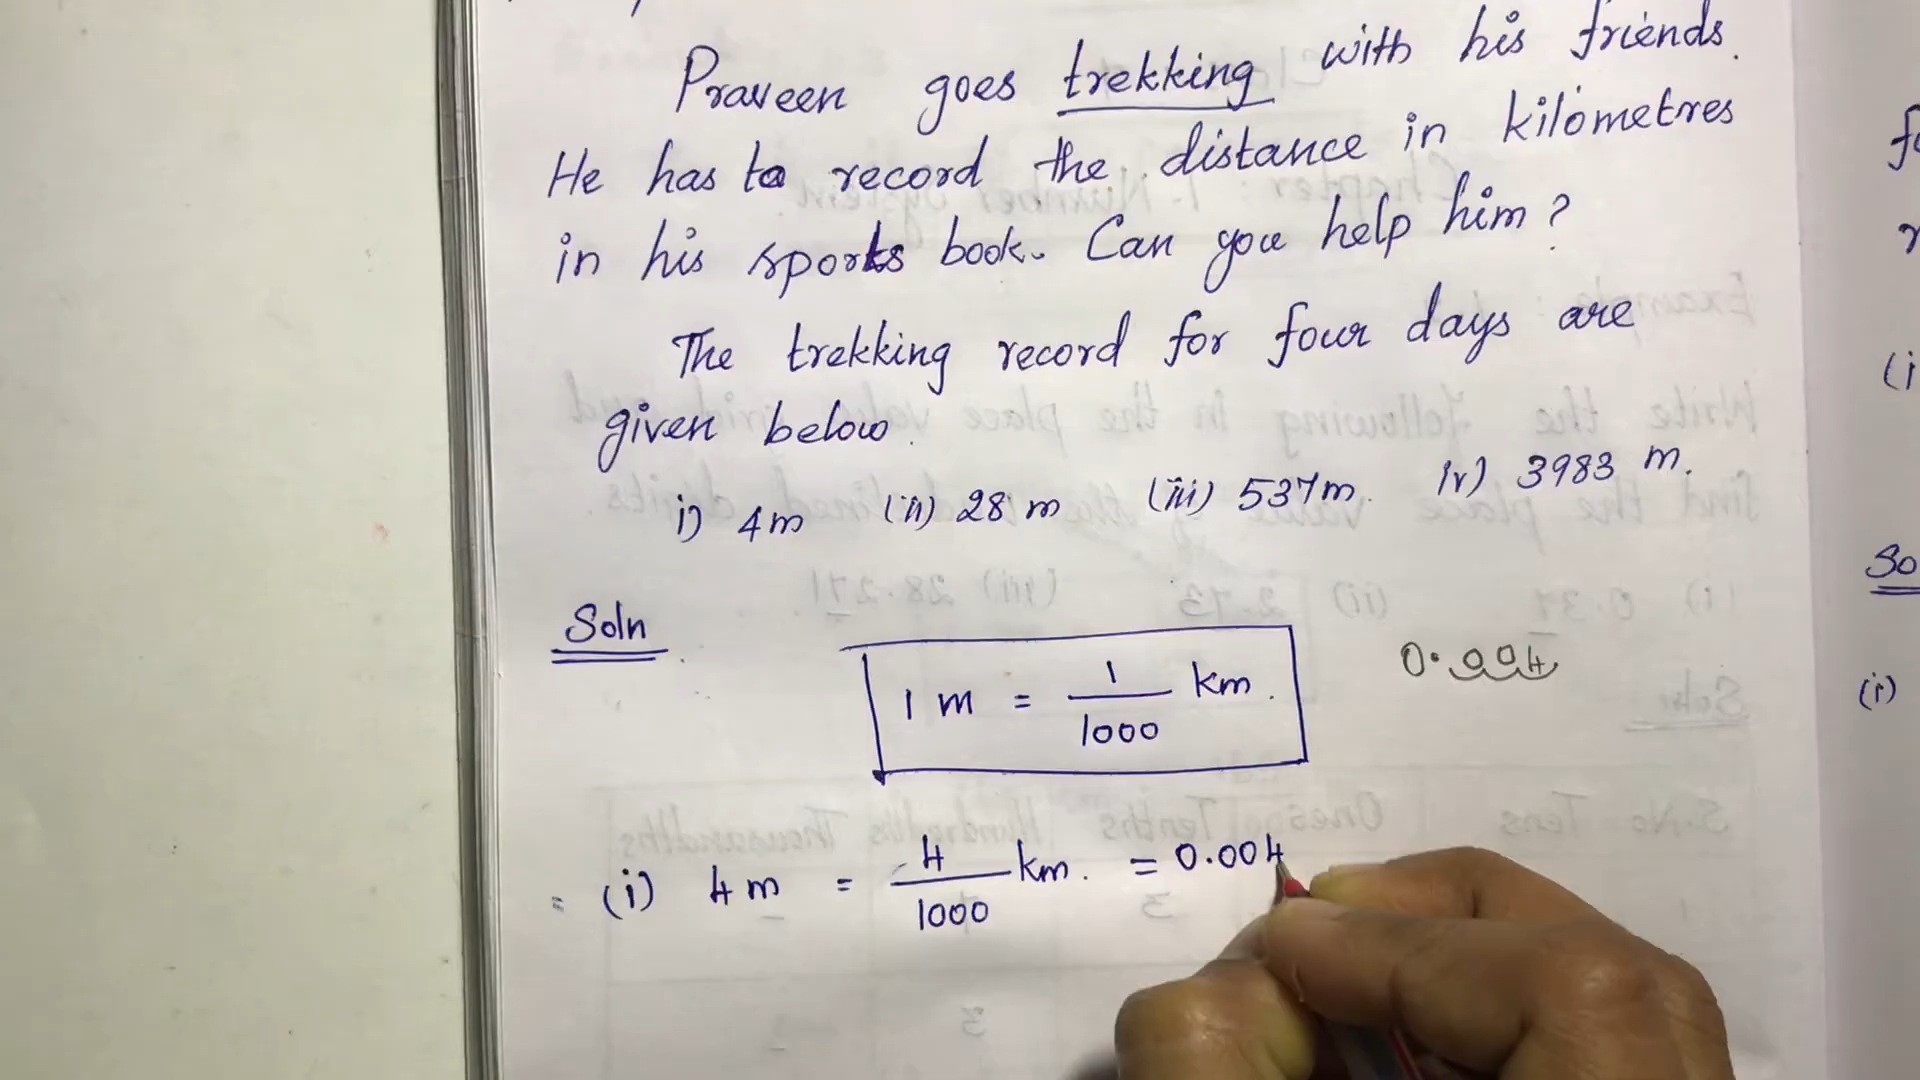 Praveen goes trekking with his friends.
He has to record the distance in kilometres
in his sports book. Can you help him?
The trekking record for four days are
given below.
i) 4m (ii) 28 m (iii) 537m. iv) 3983 m.
Soln
1 m = 1/1000 km.
0.004
= (i) 4m = 4/1000 km. = 0.004
So
(i)